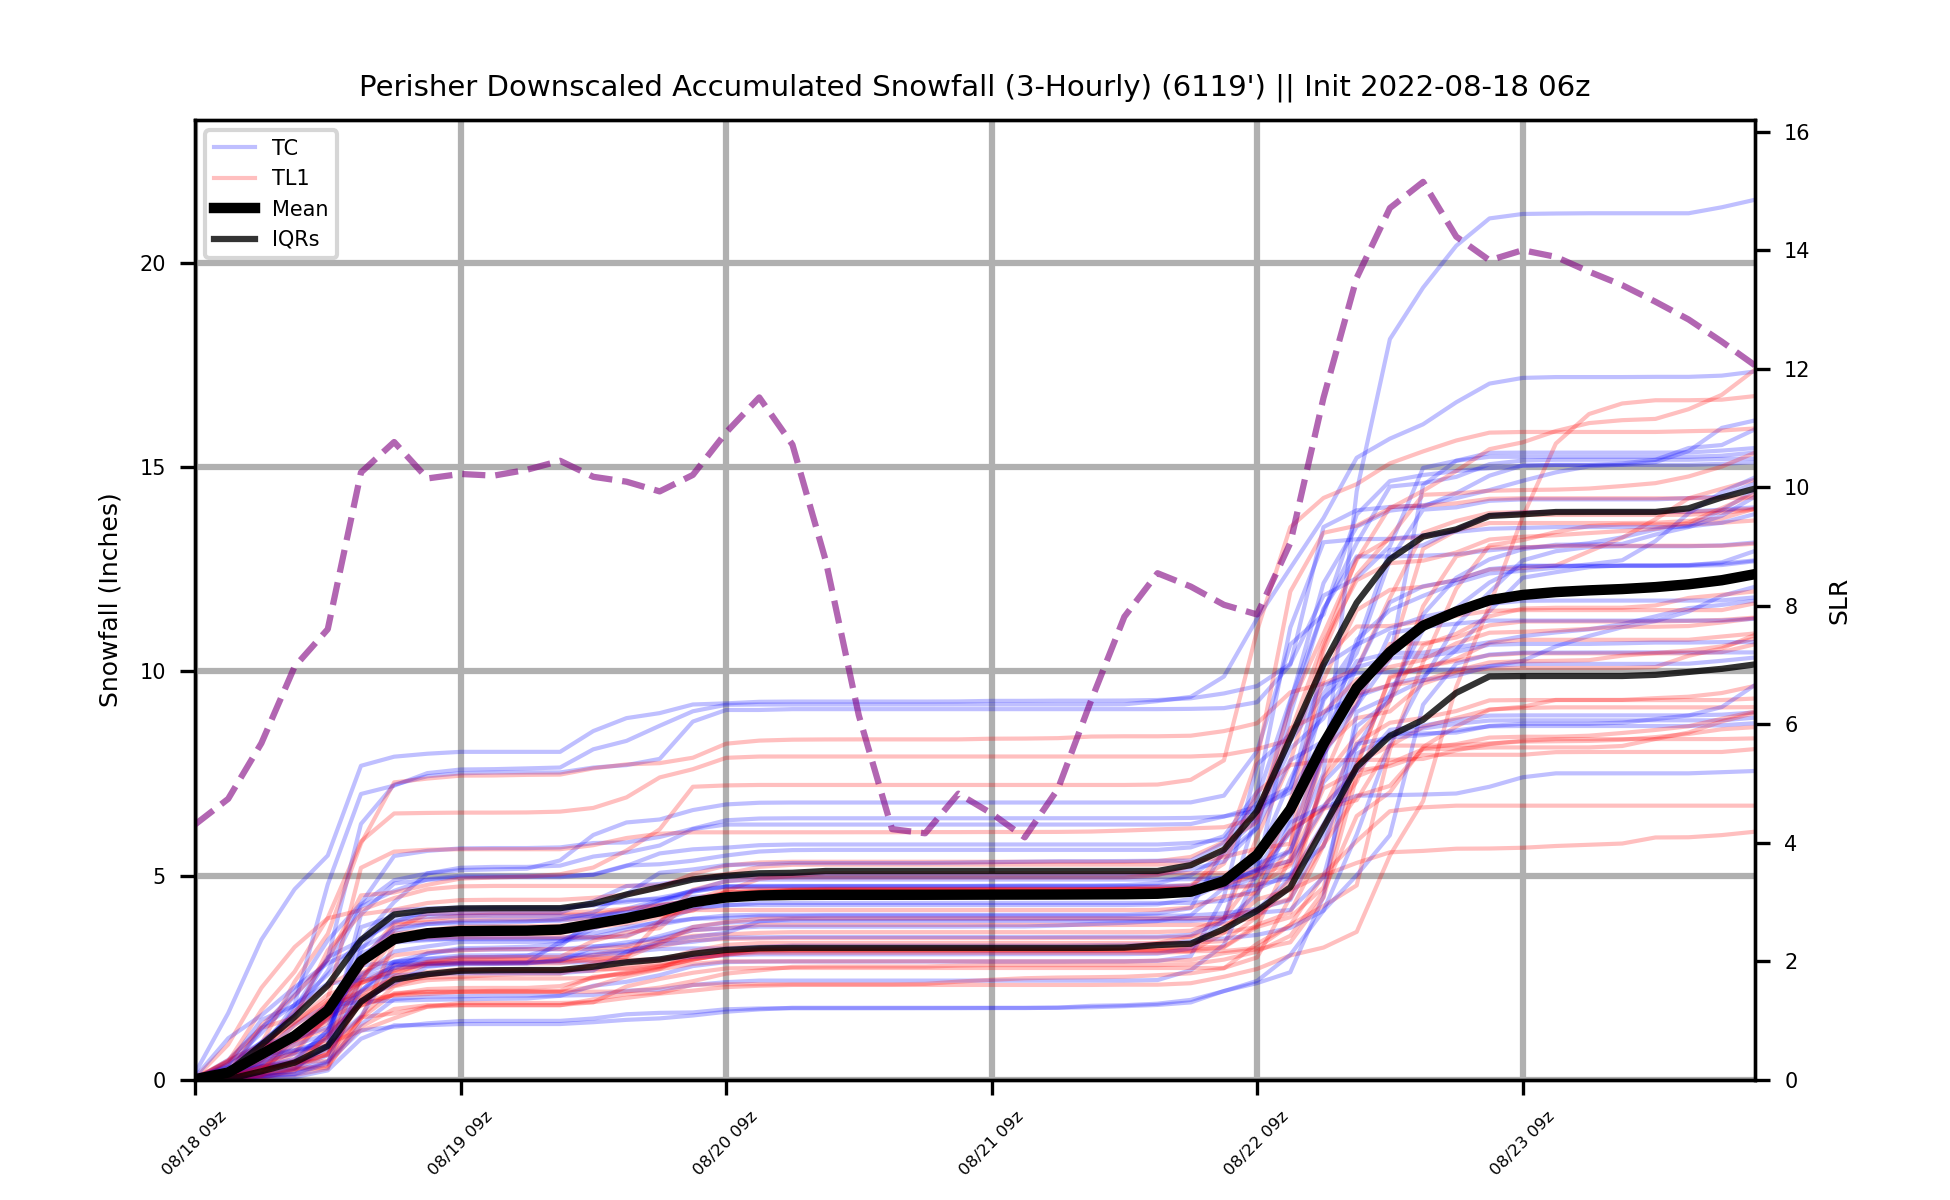 Perisher Downscaled Accumulated Snowfall (3-Hourly) (6119') || Init 2022-08-18 06z
TC
TL1
Mean
IQRs
Snowfall (Inches)
20
15
10
5
0
16
14
12
10
8
6
4
2
0
SLR
08/18 09z
08/19 09z
08/20 09z
08/21 09z
08/22 09z
08/23 09z